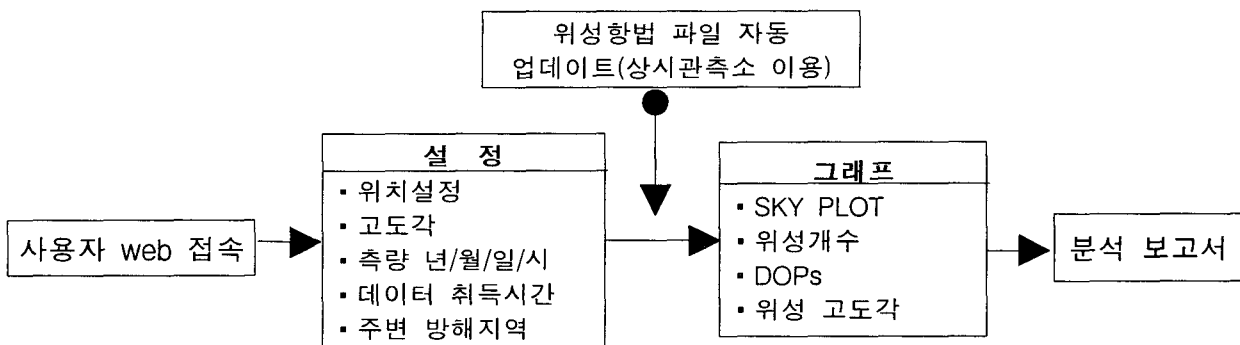 위성항법 파일 자동
업데이트(상시관측소 이용)
사용자 web 접속
설 정
▪ 위치설정
▪ 고도각
▪ 측량 년/월/일/시
▪ 데이터 취득시간
▪ 주변 방해지역
그래프
▪ SKY PLOT
▪ 위성개수
▪ DOPs
▪ 위성 고도각
분석 보고서